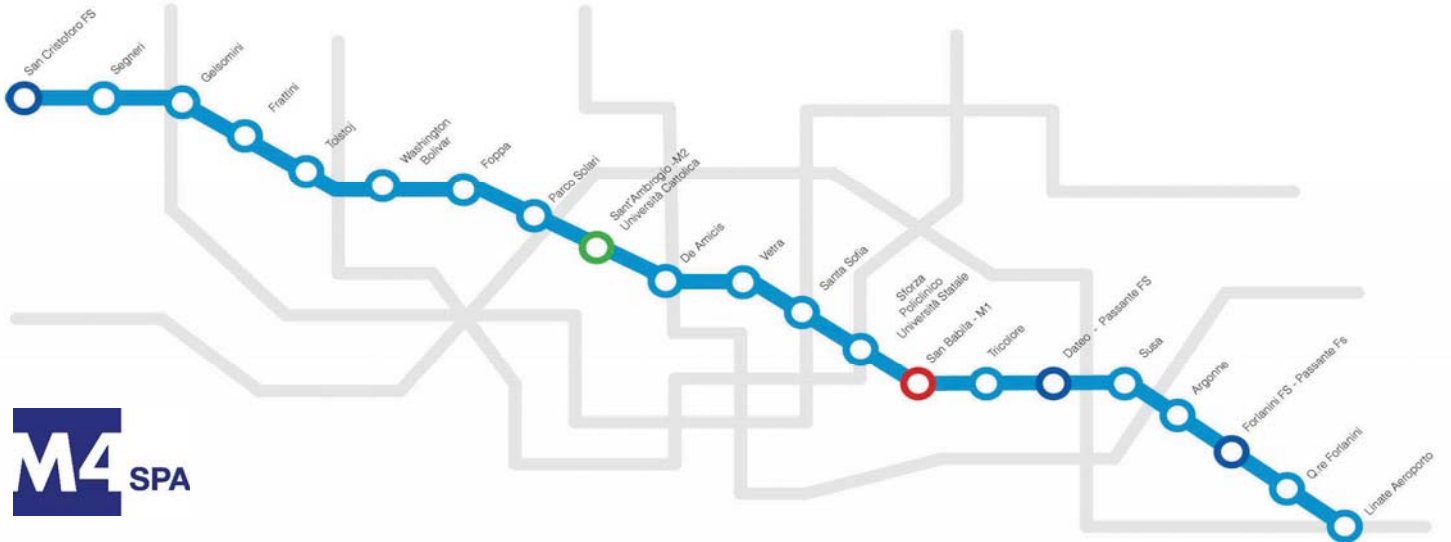 San Cristoforo FS
Segneri
Gelsomini
Frattini
Tolstoj
Washington
Bolivar
Foppa
Parco Solari
Sant'Ambrogio -M2
Università Cattolica
De Amicis
Vetra
Santa Sofia
Sforza
Policlinico
Università Statale
San Babila - M1
Tricolore
Dateo - Passante FS
Susa
Argonne
Forlanini FS - Passante Fs
Q.re Forlanini
Linate Aeroporto
M4 SPA